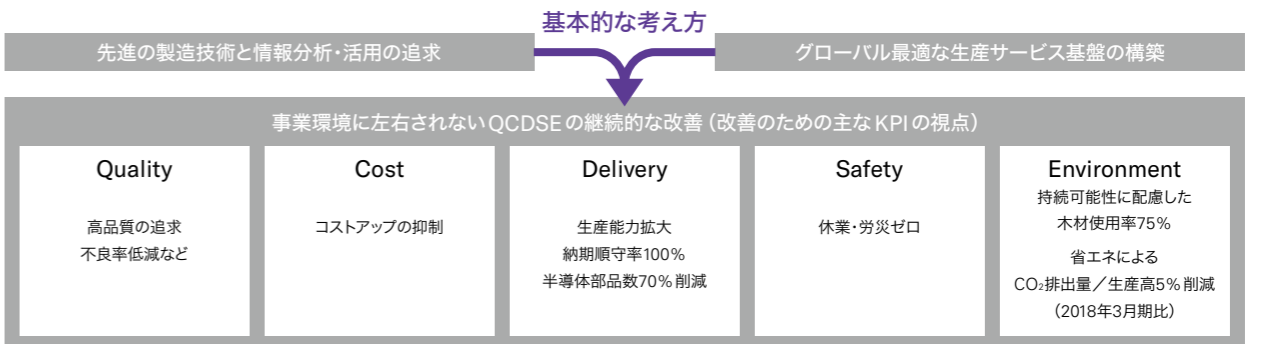 基本的な考え方
先進の製造技術と情報分析・活用の追求
グローバル最適な生産サービス基盤の構築
事業環境に左右されないQCDSEの継続的な改善（改善のための主なKPIの視点）
Quality
高品質の追求
不良率低減など
Cost
コストアップの抑制
Delivery
生産能力拡大
納期順守率100%
半導体部品数70%削減
Safety
休業・労災ゼロ
Environment
持続可能性に配慮した
木材使用率75%
省エネによる
CO₂排出量／生産高5%削減
（2018年3月期比）